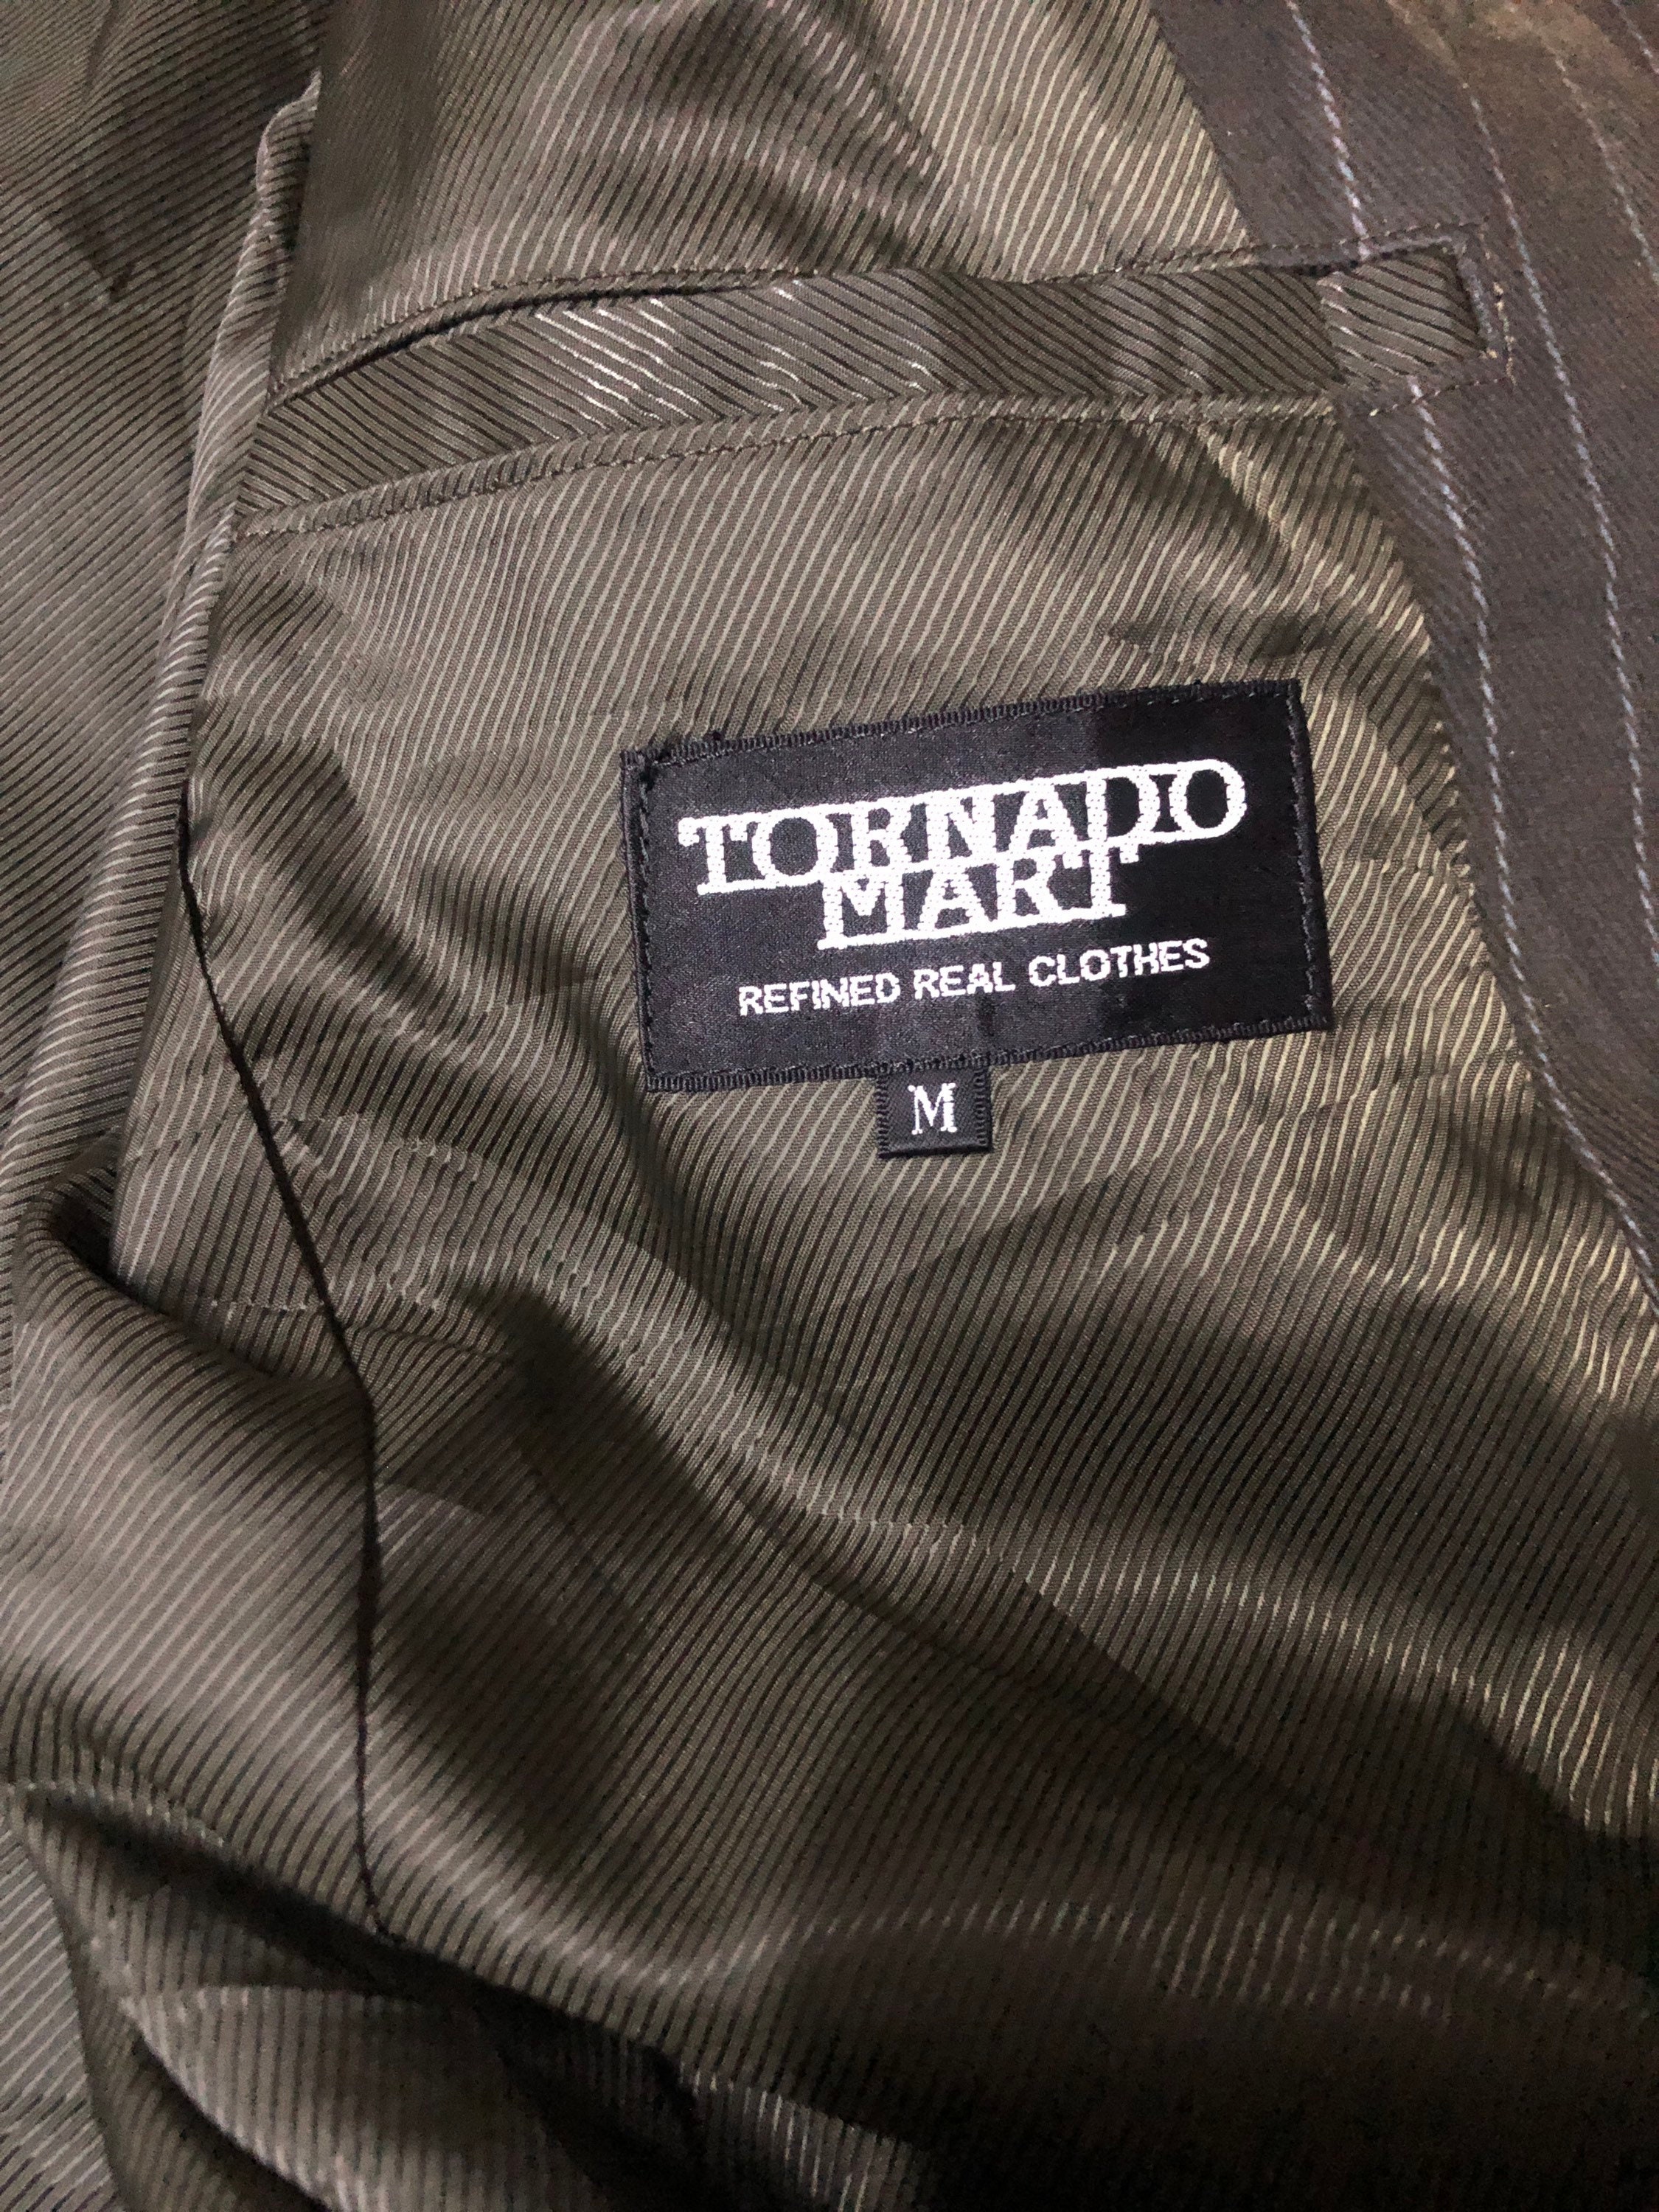 TORNADO
MART
REFINED REAL CLOTHES
M